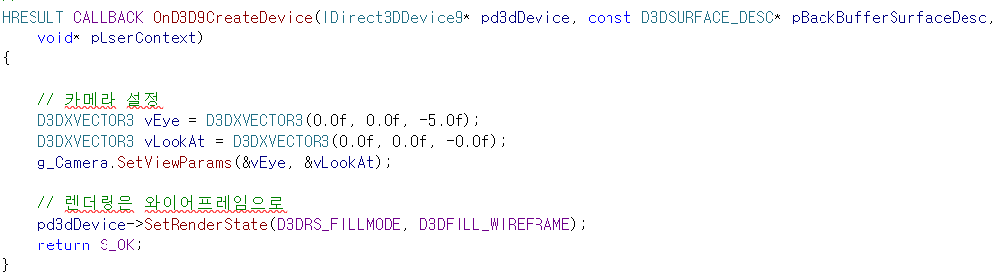 HRESULT CALLBACK OnD3D9CreateDevice(IDirect3DDevice9* pd3dDevice, const D3DSURFACE_DESC* pBackBufferSurfaceDesc,
void* pUserContext)
{
// 카메라 설정
D3DXVECTOR3 vEye = D3DXVECTOR3(0.0f, 0.0f, -5.0f);
D3DXVECTOR3 vLookAt = D3DXVECTOR3(0.0f, 0.0f, -0.0f);
g_Camera.SetViewParams(&vEye, &vLookAt);
// 렌더링은 와이어프레임으로
pd3dDevice->SetRenderState(D3DRS_FILLMODE, D3DFILL_WIREFRAME);
return S_OK;
}